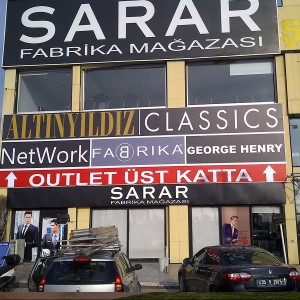 SARAR
FABRİKA MAĞAZASI
ALTINYILDIZ CLASSICS
NetWork FABRİKA GEORGE HENRY
OUTLET ÜST KATTA
SARAR
FABRİKA MAĞAZASI